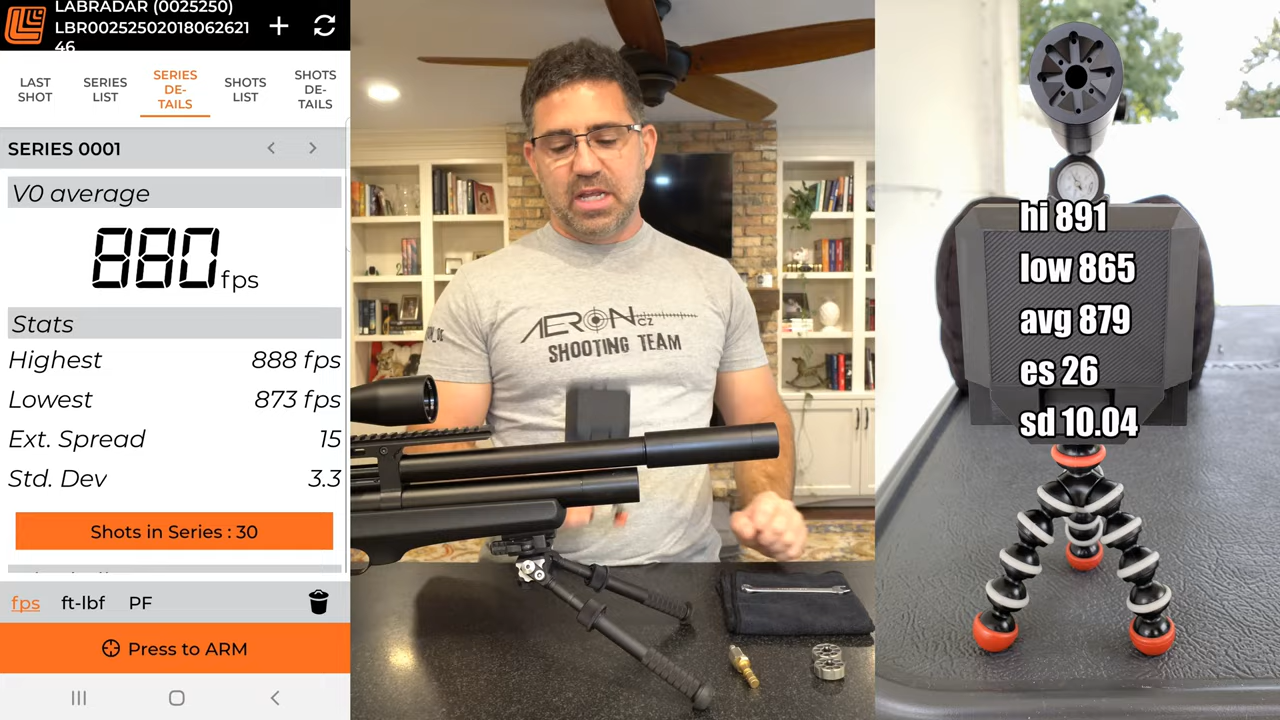 LABRADAR (0025250)
LBR00252502018062621
46
LAST
SHOT
SERIES
LIST
SERIES
DE-
TAILS
SHOTS
LIST
SHOTS
DE-
TAILS
SERIES 0001
V0 average
880 fps
Stats
Highest 888 fps
Lowest 873 fps
Ext. Spread 15
Std. Dev 3.3
Shots in Series : 30
fps ft-lbf PF
Press to ARM
AERON CZ
SHOOTING TEAM
hi 891
low 865
avg 879
es 26
sd 10.04